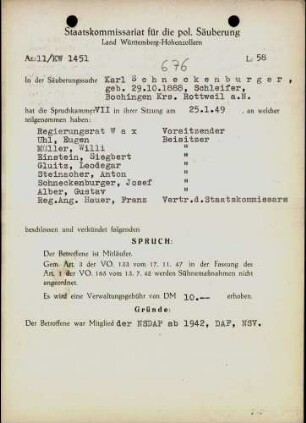 Staatskommissariat für die pol. Säuberung
Land Württemberg-Hohenzollern
Az.11/KW 1451
L. 58
676
In der Säuberungssache Karl Schneckenburger,
geb. 29.10.1888, Schleifer,
Bochingen Krs. Rottweil a.N.
hat die Spruchkammer VII in ihrer Sitzung am 25.1.49 , an welcher
teilgenommen haben:
Regierungsrat Wax Vorsitzender
Uhl, Eugen Beisitzer
Müller, Willi "
Einstein, Siegbert "
Gluitz, Leodegar "
Steinacher, Anton "
Schneckenburger, Josef "
Alber, Gustav "
Reg.Ang. Hauer, Franz Vertr.d.Staatskommissars
beschlossen und verkündet folgenden
SPRUCH:
Der Betroffene ist Mitläufer.
Gem. Art. 3 der VO. 133 vom 17. 11. 47 in der Fassung des
Art. 1 der VO. 165 vom 13. 7. 48 werden Sühnemaßnahmen nicht
angeordnet.
Es wird eine Verwaltungsgebühr von DM 10.-- erhoben.
Gründe:
Der Betroffene war Mitglied der NSDAP ab 1942, DAF, NSV.